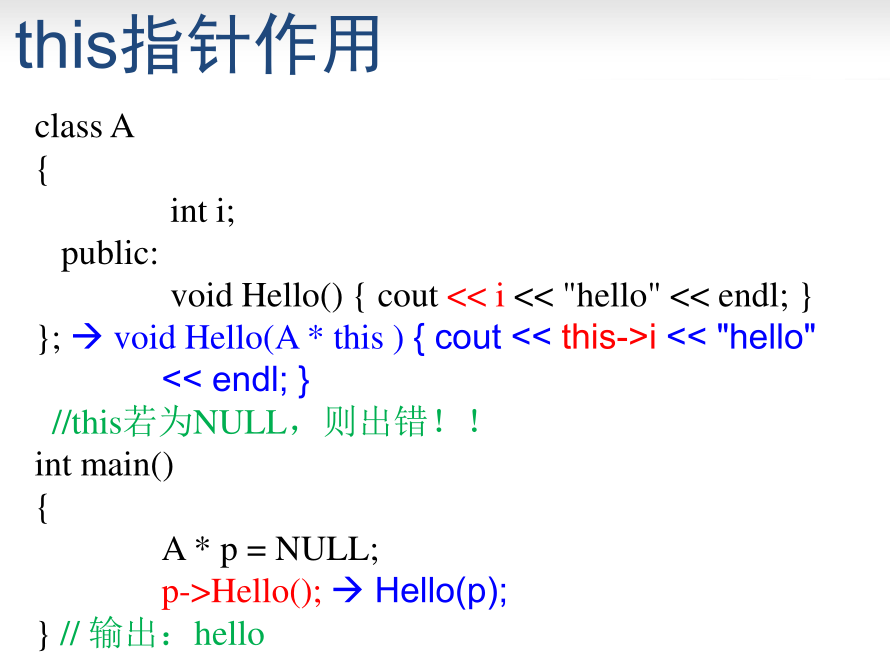 this指针作用
class A
{
int i;
public:
void Hello() { cout << i << "hello" << endl; }
}; → void Hello(A * this ) { cout << this->i << "hello"
<< endl; }
//this若为NULL，则出错！！
int main()
{
A * p = NULL;
p->Hello(); → Hello(p);
} // 输出：hello